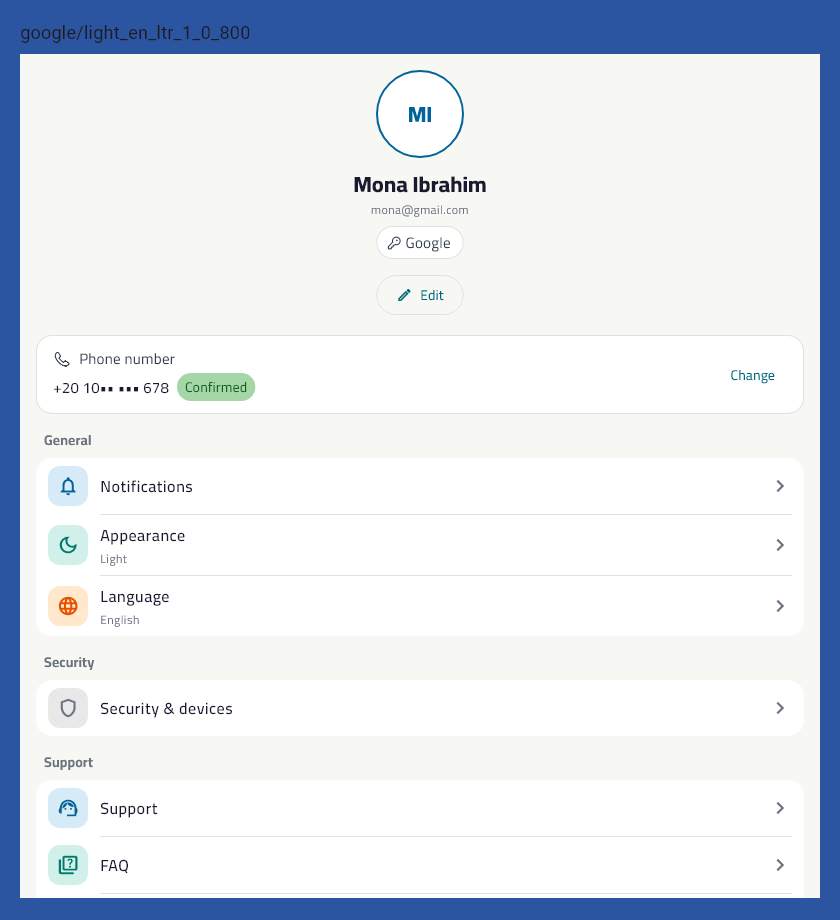 google/light_en_ltr_1_0_800
MI
Mona Ibrahim
mona@gmail.com
Google
Edit
Phone number
+20 10•• ••• 678 Confirmed
Change
General
Notifications
Appearance
Light
Language
English
Security
Security & devices
Support
Support
FAQ